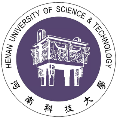 HENAN UNIVERSITY OF SCIENCE & TECHNOLOGY
河南科技大學